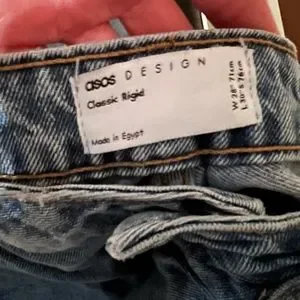 asos DESIGN
Classic Rigid
Made in Egypt
W 28" 71cm
L 30" S 76cm